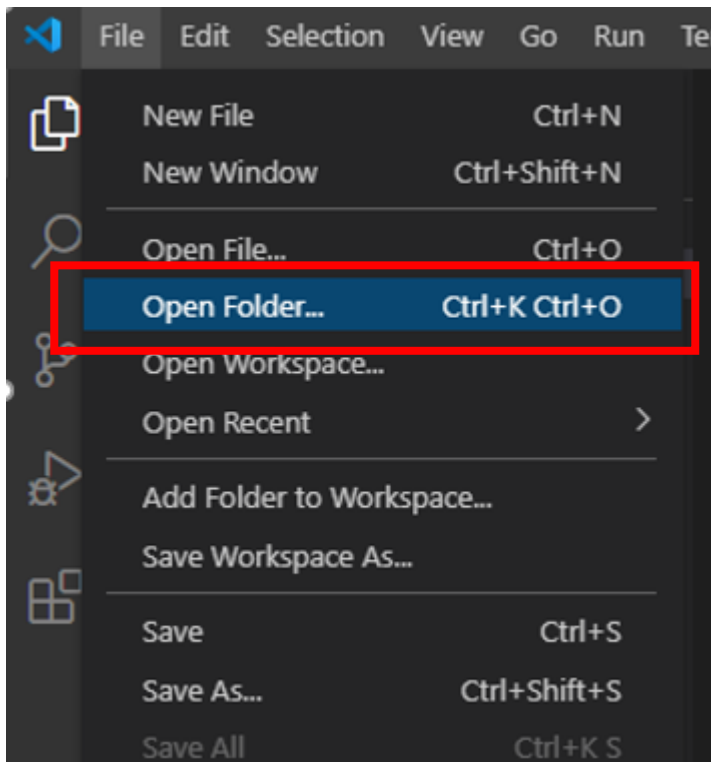 File Edit Selection View Go Run Te
New File Ctrl+N
New Window Ctrl+Shift+N
Open File... Ctrl+O
Open Folder... Ctrl+K Ctrl+O
Open Workspace...
Open Recent
Add Folder to Workspace...
Save Workspace As...
Save Ctrl+S
Save As... Ctrl+Shift+S
Save All Ctrl+K S